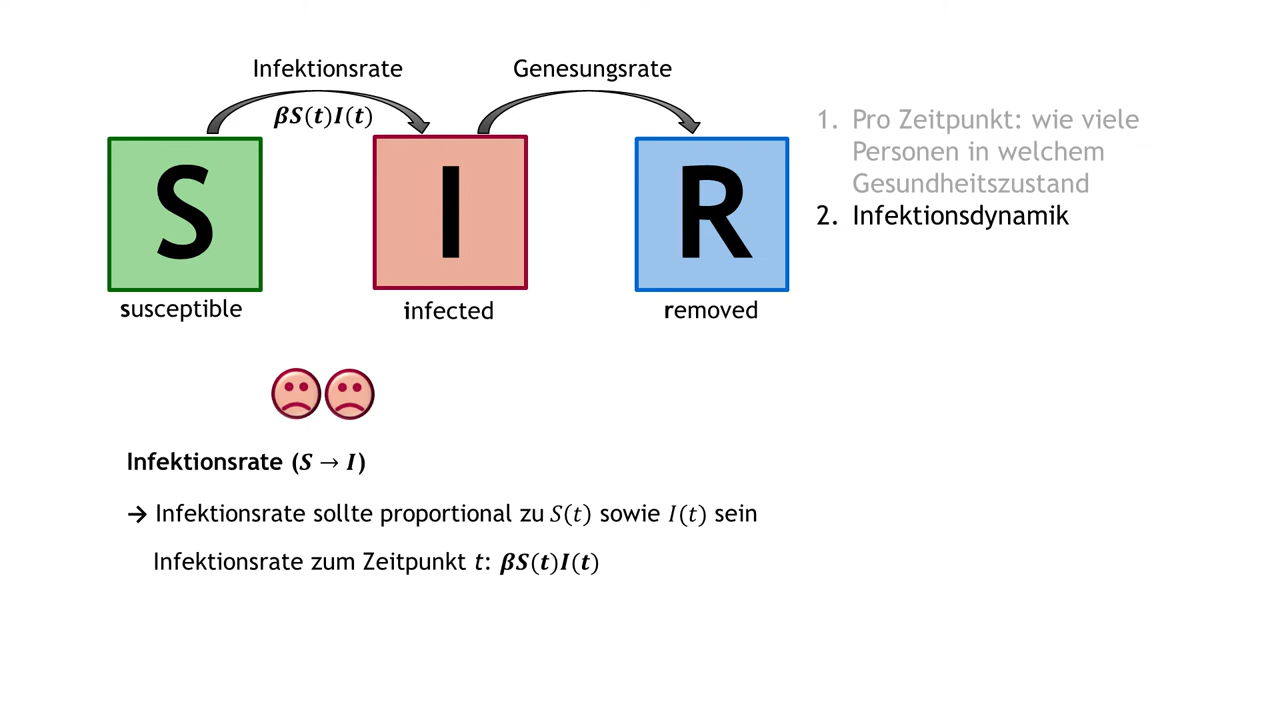 Infektionsrate
Genesungsrate
βS(t)I(t)
S
I
R
susceptible
infected
removed
1. Pro Zeitpunkt: wie viele
Personen in welchem
Gesundheitszustand
2. Infektionsdynamik
Infektionsrate (S → I)
→ Infektionsrate sollte proportional zu S(t) sowie I(t) sein
Infektionsrate zum Zeitpunkt t: βS(t)I(t)